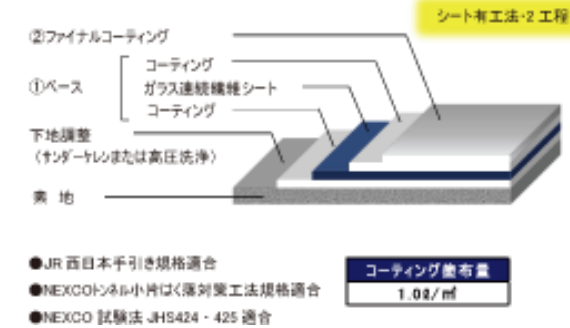 シート有工法・2工程
②ファイナルコーティング
コーティング
①ベース
ガラス連続繊維シート
コーティング
下地調整
(サンダーケレンまたは高圧洗浄)
素 地
●JR西日本手引き規格適合
●NEXCOトンネル小片はく落対策工法規格適合
●NEXCO 試験法 JHS424・425 適合
コーティング塗布量
1.0ℓ/㎡